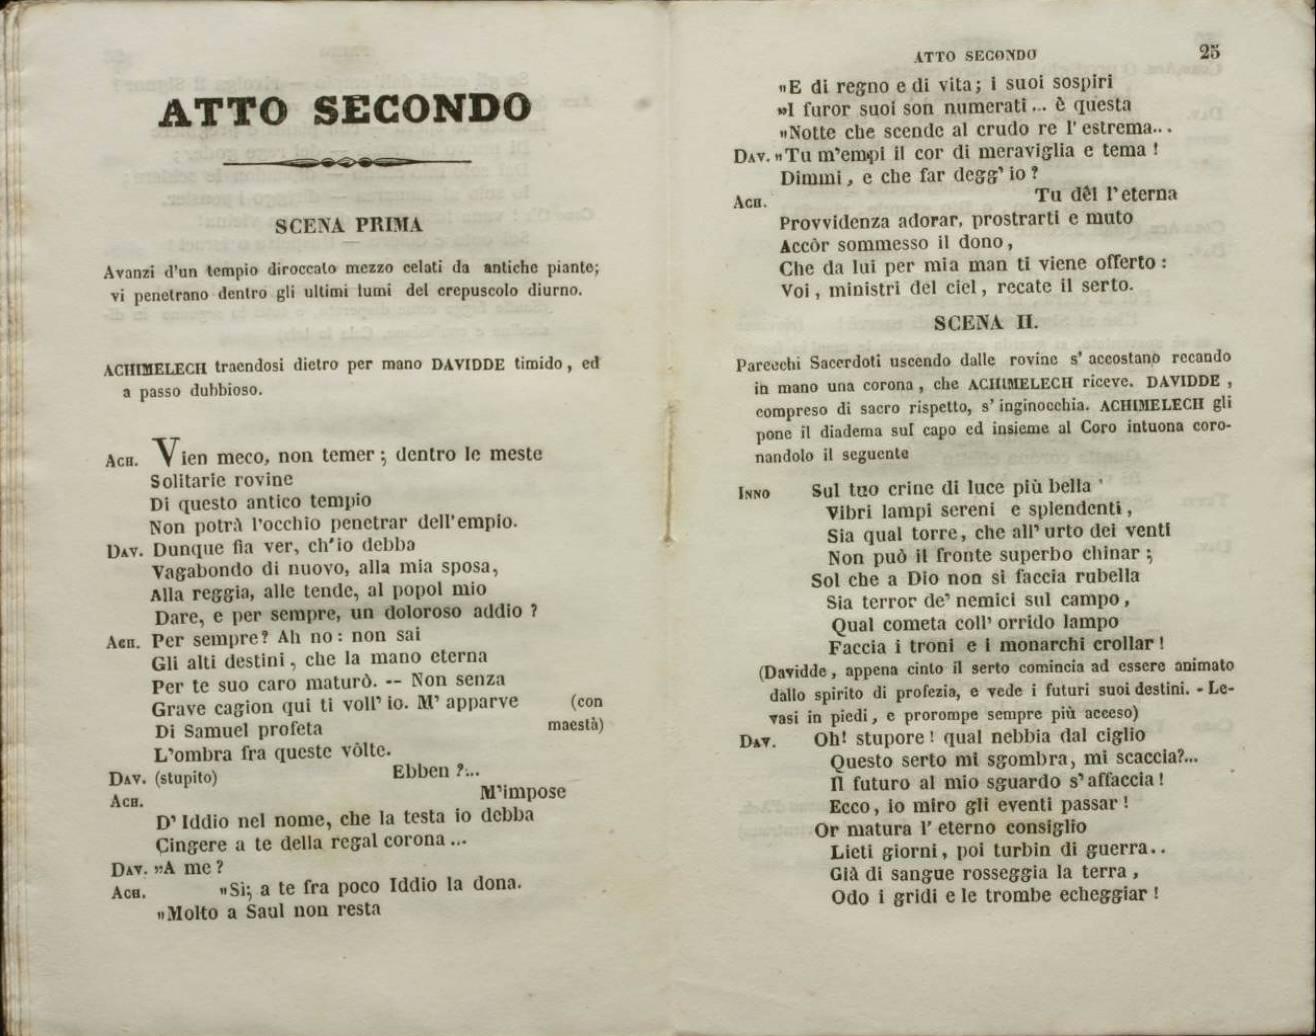 ATTO SECONDO
SCENA PRIMA
Avanzi d'un tempio diroccato mezzo celati da antiche piante;
vi penetrano dentro gli ultimi lumi del crepuscolo diurno.
ACHIMELECH traendosi dietro per mano DAVIDDE timido, ed
a passo dubbioso.
ACH. Vien meco, non temer; dentro le meste
Solitarie rovine
Di questo antico tempio
Non potrà l'occhio penetrar dell'empio.
DAV. Dunque fia ver, ch'io debba
Vagabondo di nuovo, alla mia sposa,
Alla reggia, alle tende, al popol mio
Dare, e per sempre, un doloroso addio?
ACH. Per sempre? Ah no: non sai
Gli alti destini, che la mano eterna
Per te suo caro maturò. -- Non senza
Grave cagion qui ti voll' io. M' apparve (con
Di Samuel profeta maestà)
L'ombra fra queste vòlte.
DAV. (stupito) Ebben?...
ACH. M'impose
D' Iddio nel nome, che la testa io debba
Cingere a te della regal corona...
DAV. "A me?
ACH. "Sì; a te fra poco Iddio la dona.
"Molto a Saul non resta
ATTO SECONDO 25
"E di regno e di vita; i suoi sospiri
"I furor suoi son numerati... è questa
"Notte che scende al crudo re l' estrema...
DAV. "Tu m'empi il cor di meraviglia e tema!
Dimmi, e che far degg' io?
ACH. Tu dêl l'eterna
Provvidenza adorar, prostrarti e muto
Accòr sommesso il dono,
Che da lui per mia man ti viene offerto:
Voi, ministri del ciel, recate il serto.
SCENA II.
Parecchi Sacerdoti uscendo dalle rovine s' accostano recando
in mano una corona, che ACHIMELECH riceve. DAVIDDE,
compreso di sacro rispetto, s' inginocchia. ACHIMELECH gli
pone il diadema sul capo ed insieme al Coro intuona coro-
nandolo il seguente
INNO Sul tuo crine di luce più bella
Vibri lampi sereni e splendenti,
Sia qual torre, che all' urto dei venti
Non può il fronte superbo chinar;
Sol che a Dio non si faccia rubella
Sia terror de' nemici sul campo,
Qual cometa coll' orrido lampo
Faccia i troni e i monarchi crollar!
(Davidde, appena cinto il serto comincia ad essere animato
dallo spirito di profezia, e vede i futuri suoi destini. - Le-
vasi in piedi, e prorompe sempre più acceso)
DAV. Oh! stupore! qual nebbia dal ciglio
Questo serto mi sgombra, mi scaccia?...
Il futuro al mio sguardo s' affaccia!
Ecco, io miro gli eventi passar!
Or matura l' eterno consiglio
Lieti giorni, poi turbin di guerra..
Già di sangue rosseggia la terra,
Odo i gridi e le trombe echeggiar!